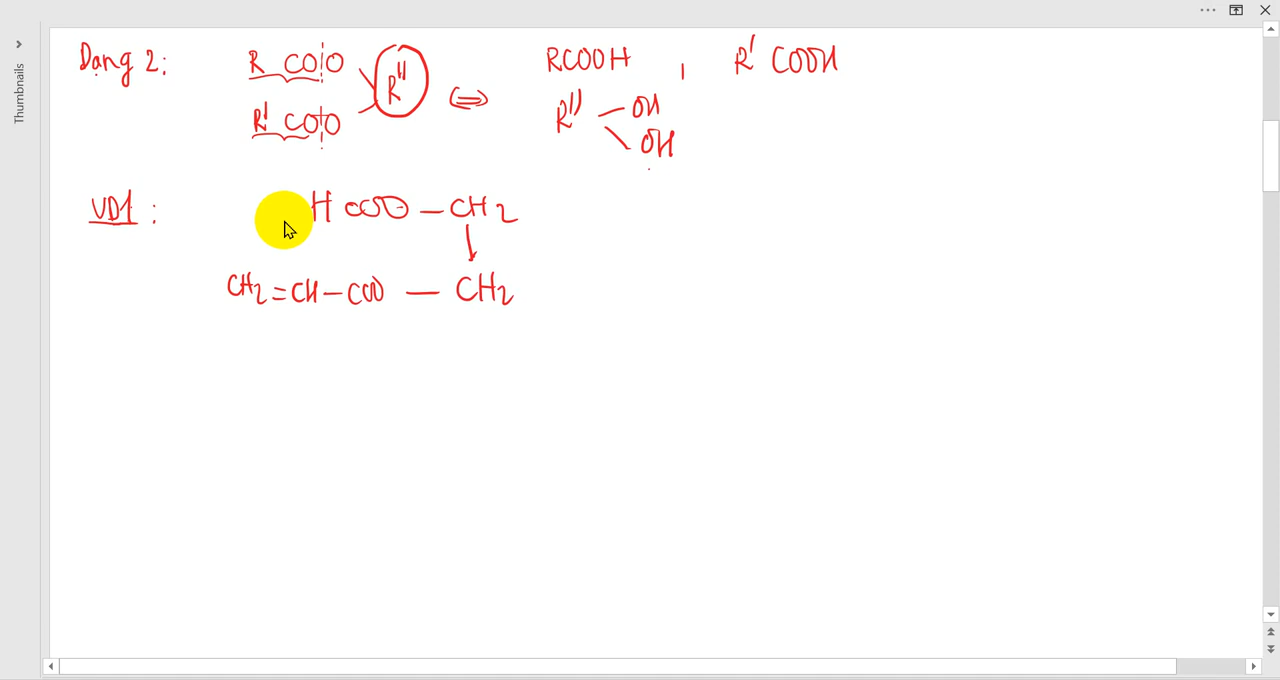 Thumbnails
Dạng 2: R COO R'' ⇔ RCOOH , R' COOH
R' COO R'' OH
OH
VD1 : H COO — CH2
CH2 = CH — COO — CH2